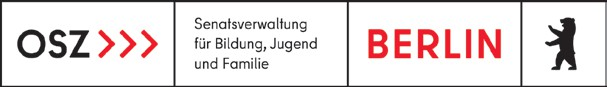 OSZ >>>
Senatsverwaltung
für Bildung, Jugend
und Familie
BERLIN